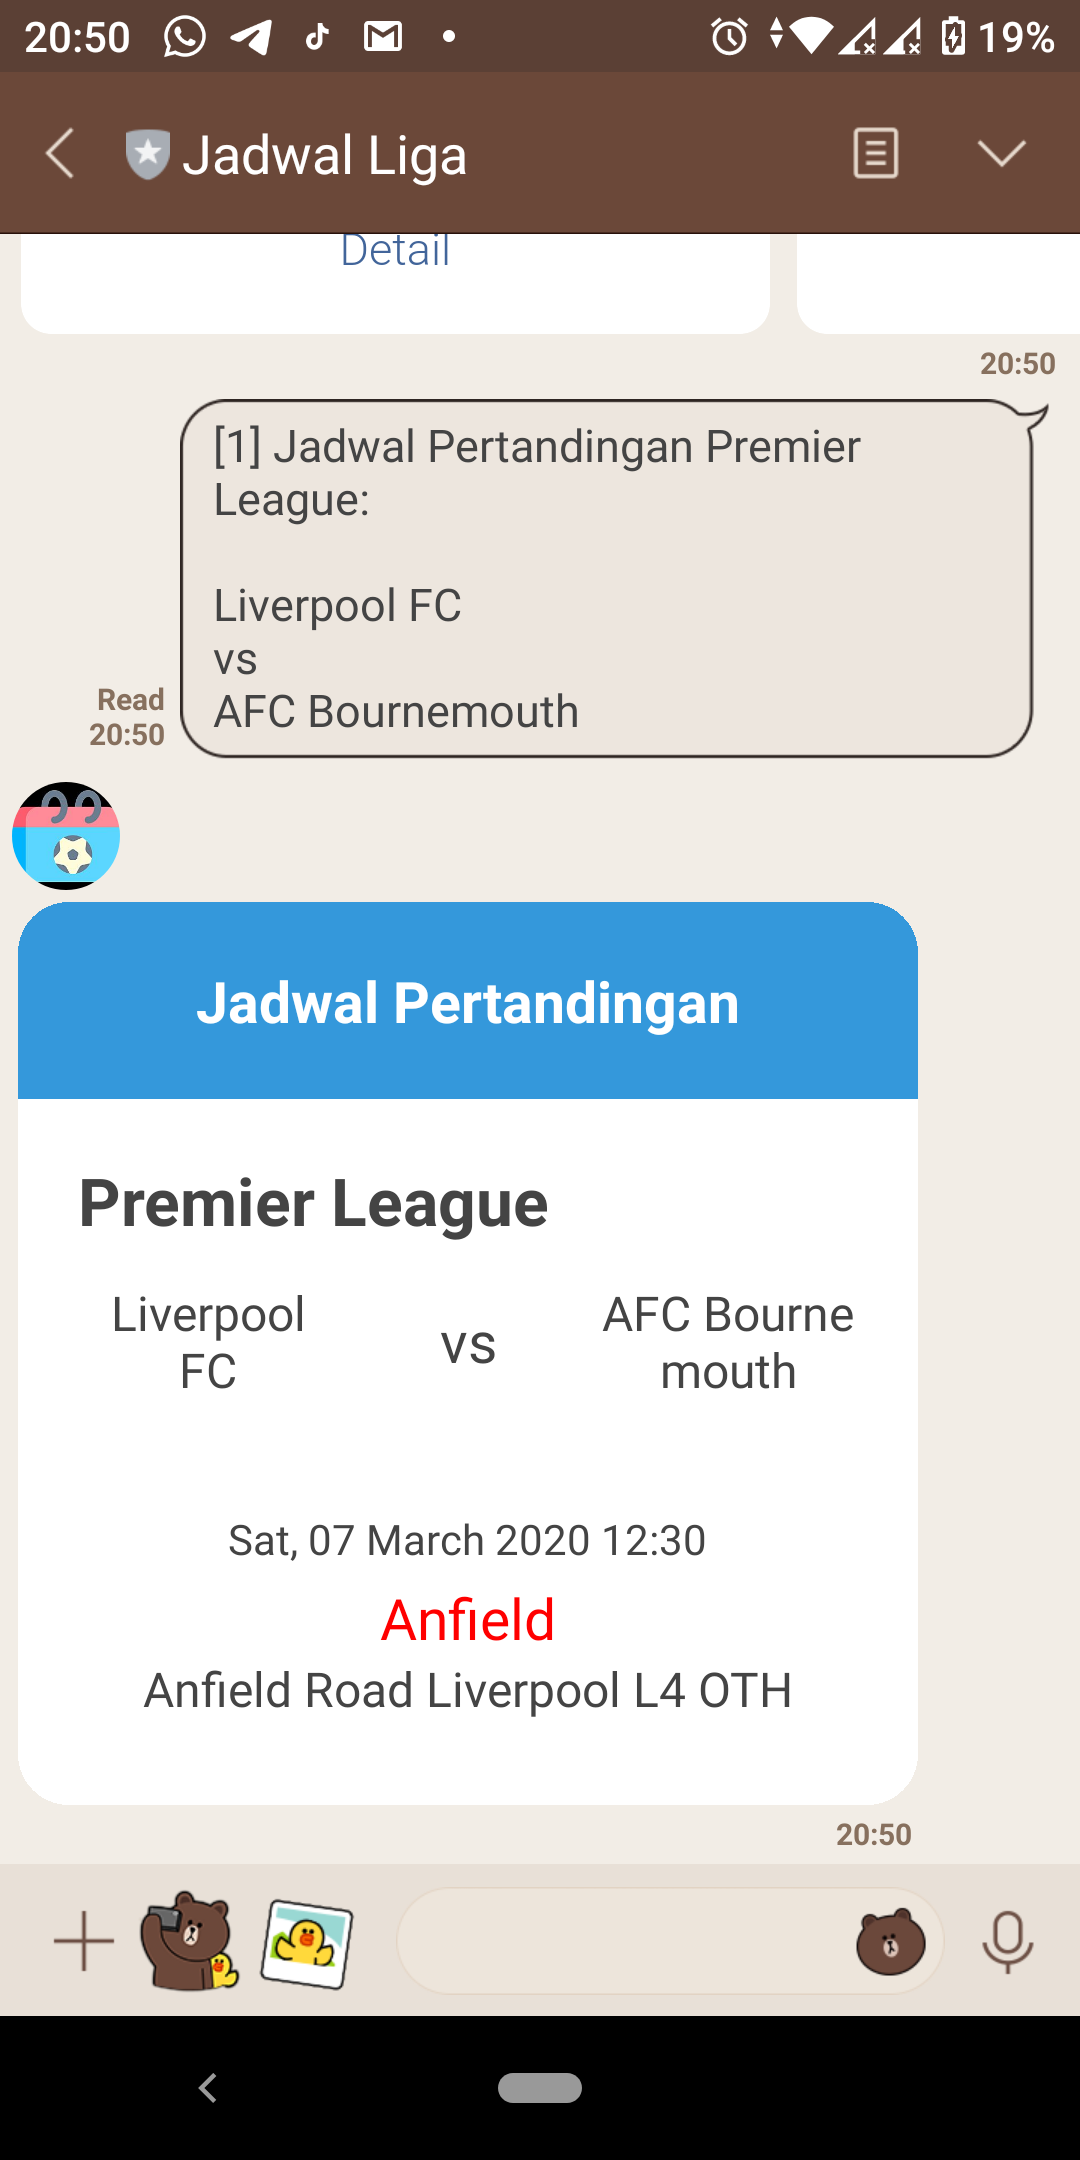 20:50
19%
Jadwal Liga
Detail
20:50
[1] Jadwal Pertandingan Premier
League:
Liverpool FC
vs
AFC Bournemouth
Read
20:50
Jadwal Pertandingan
Premier League
Liverpool
FC
vs
AFC Bourne
mouth
Sat, 07 March 2020 12:30
Anfield
Anfield Road Liverpool L4 OTH
20:50